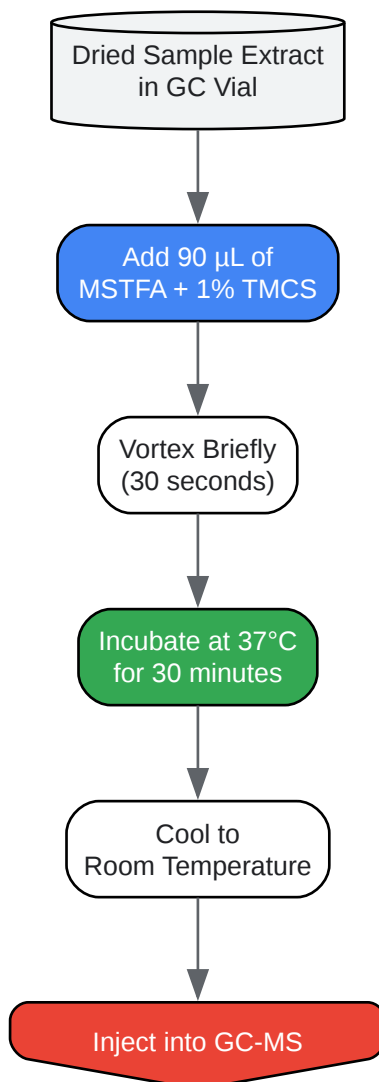 Dried Sample Extract
in GC Vial
Add 90 µL of
MSTFA + 1% TMCS
Vortex Briefly
(30 seconds)
Incubate at 37°C
for 30 minutes
Cool to
Room Temperature
Inject into GC-MS